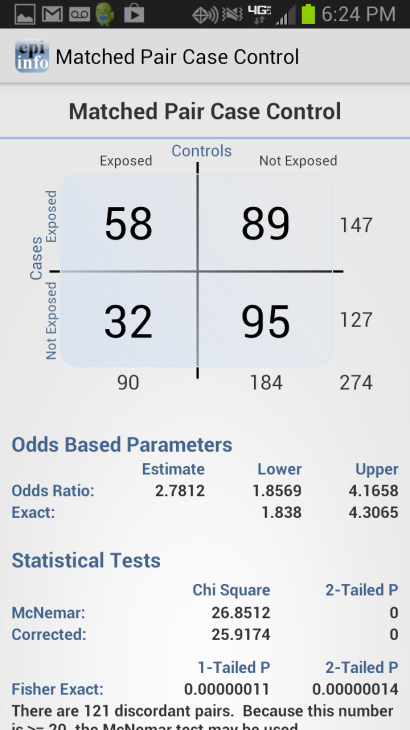 4GE 6:24 PM
epi info Matched Pair Case Control
Matched Pair Case Control
Controls
Exposed Not Exposed
Cases
Exposed 58 89 147
Not Exposed 32 95 127
90 184 274
Odds Based Parameters
Estimate Lower Upper
Odds Ratio: 2.7812 1.8569 4.1658
Exact: 1.838 4.3065
Statistical Tests
Chi Square 2-Tailed P
McNemar: 26.8512 0
Corrected: 25.9174 0
1-Tailed P 2-Tailed P
Fisher Exact: 0.00000011 0.00000014
There are 121 discordant pairs. Because this number
is >= 20, the McNemar test may be used.